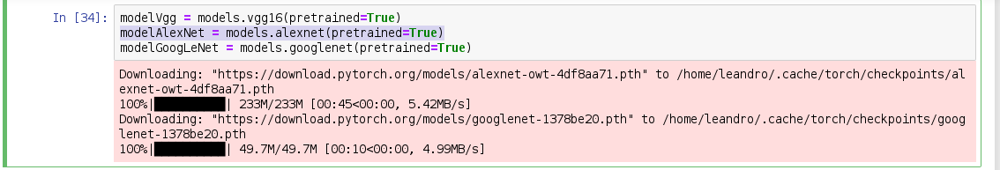 In [34]: modelVgg = models.vgg16(pretrained=True)
modelAlexNet = models.alexnet(pretrained=True)
modelGoogLeNet = models.googlenet(pretrained=True)
Downloading: "https://download.pytorch.org/models/alexnet-owt-4df8aa71.pth" to /home/leandro/.cache/torch/checkpoints/al
exnet-owt-4df8aa71.pth
100%|██████████| 233M/233M [00:45<00:00, 5.42MB/s]
Downloading: "https://download.pytorch.org/models/googlenet-1378be20.pth" to /home/leandro/.cache/torch/checkpoints/goog
lenet-1378be20.pth
100%|██████████| 49.7M/49.7M [00:10<00:00, 4.99MB/s]